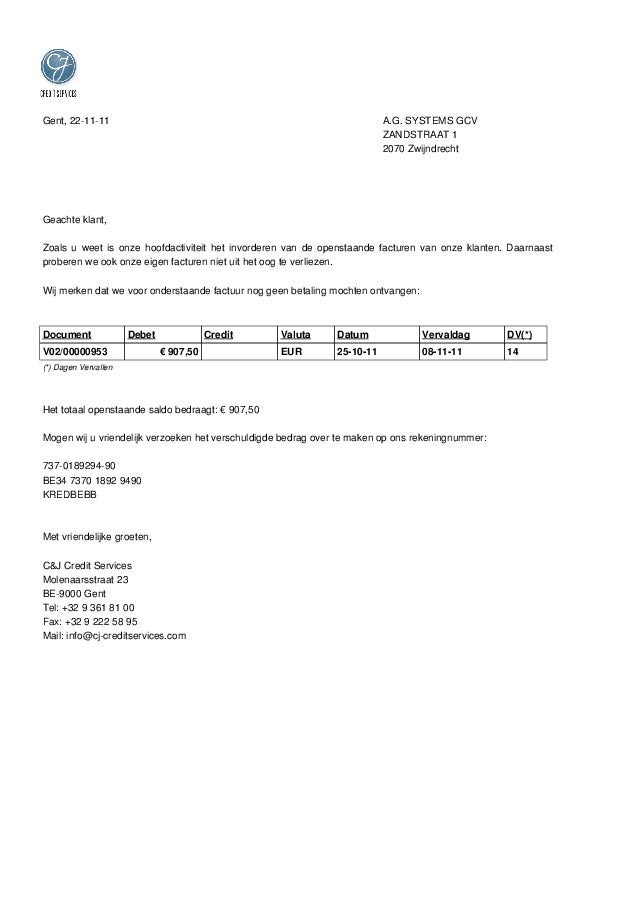 CJ
CREDIT SERVICES
Gent, 22-11-11
A.G. SYSTEMS GCV
ZANDSTRAAT 1
2070 Zwijndrecht
Geachte klant,
Zoals u weet is onze hoofdactiviteit het invorderen van de openstaande facturen van onze klanten. Daarnaast
proberen we ook onze eigen facturen niet uit het oog te verliezen.
Wij merken dat we voor onderstaande factuur nog geen betaling mochten ontvangen:
Document Debet Credit Valuta Datum Vervaldag DV(*)
V02/00000953 € 907,50 EUR 25-10-11 08-11-11 14
(*) Dagen Vervallen
Het totaal openstaande saldo bedraagt: € 907,50
Mogen wij u vriendelijk verzoeken het verschuldigde bedrag over te maken op ons rekeningnummer:
737-0189294-90
BE34 7370 1892 9490
KREDBEBB
Met vriendelijke groeten,
C&J Credit Services
Molenaarsstraat 23
BE-9000 Gent
Tel: +32 9 361 81 00
Fax: +32 9 222 58 95
Mail: info@cj-creditservices.com